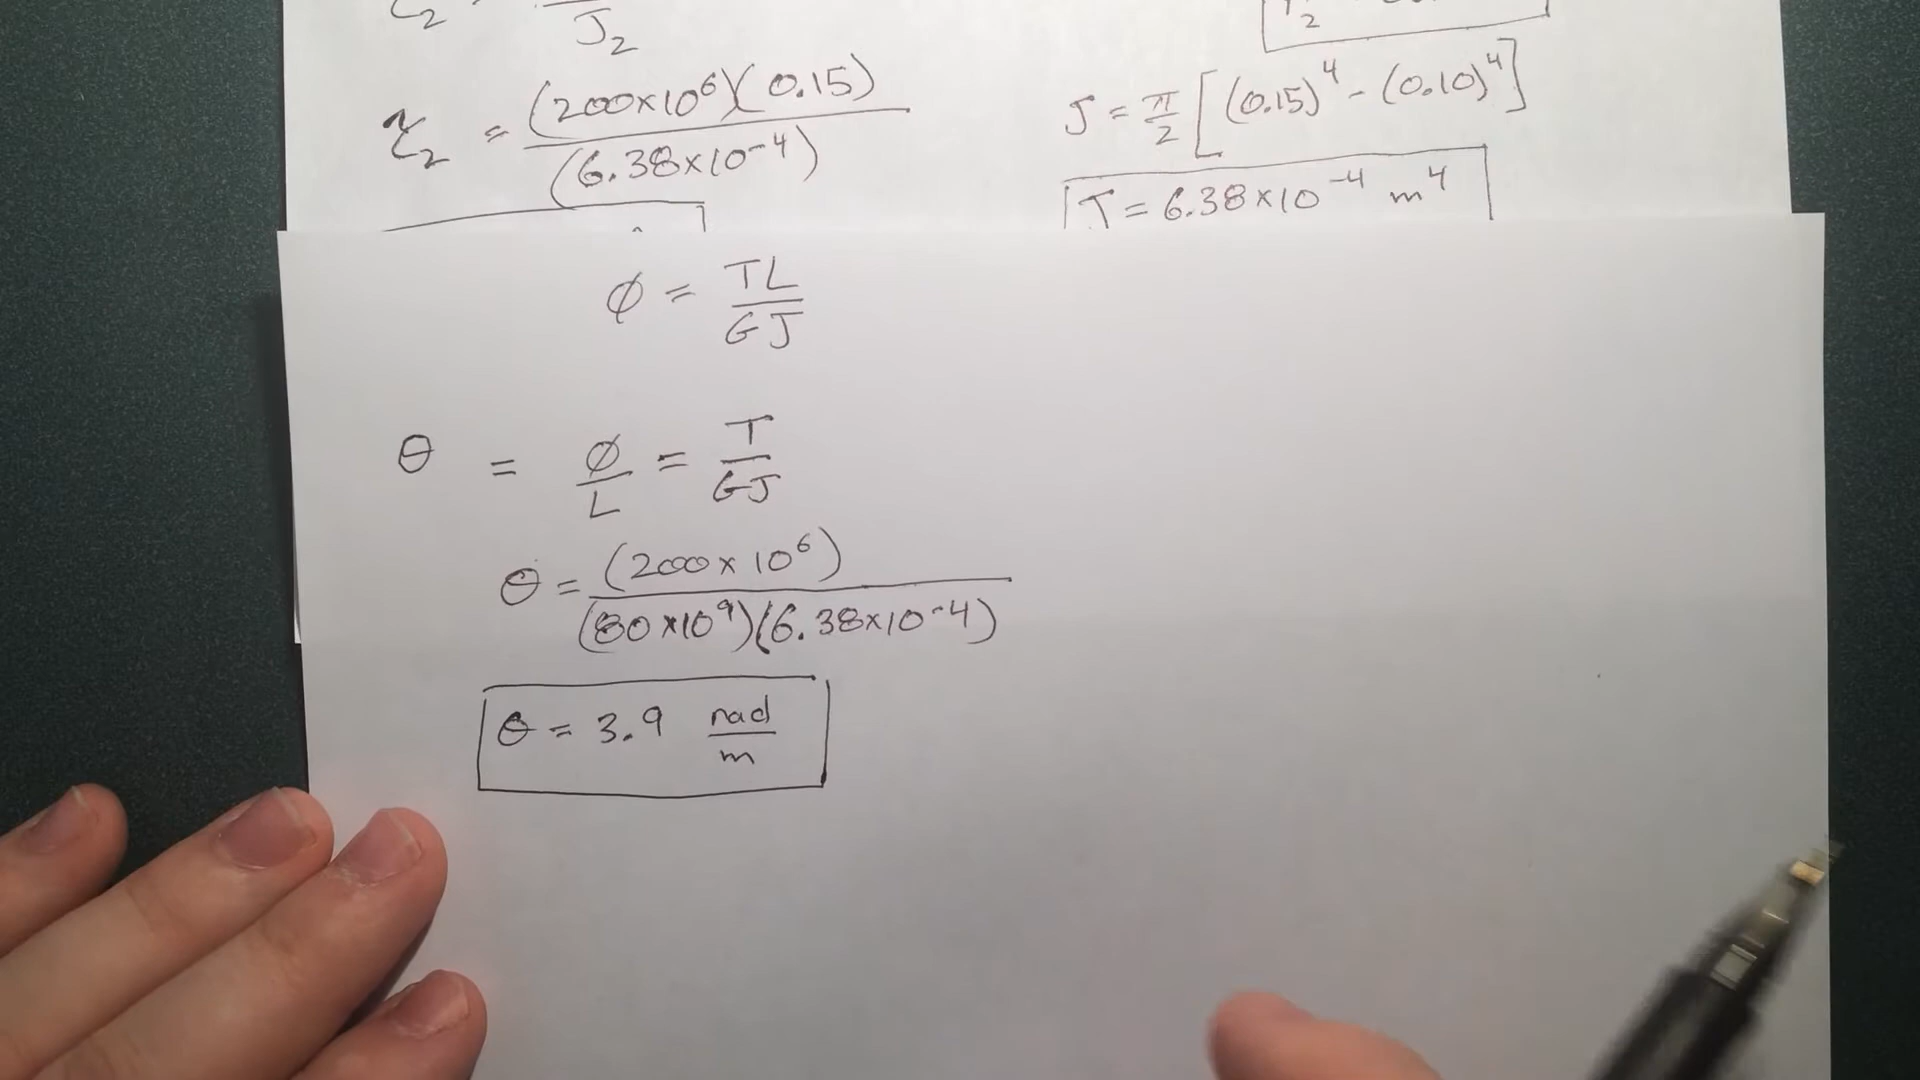 τ₂ =
J₂
τ₂ = (200×10⁶)(0.15) / (6.38×10⁻⁴)
J = π/2 [(0.15)⁴ - (0.10)⁴]
J = 6.38×10⁻⁴ m⁴
Ø = TL/GJ
θ = Ø/L = T/GJ
θ = (200×10⁶) / (80×10⁹)(6.38×10⁻⁴)
θ = 3.9 rad/m